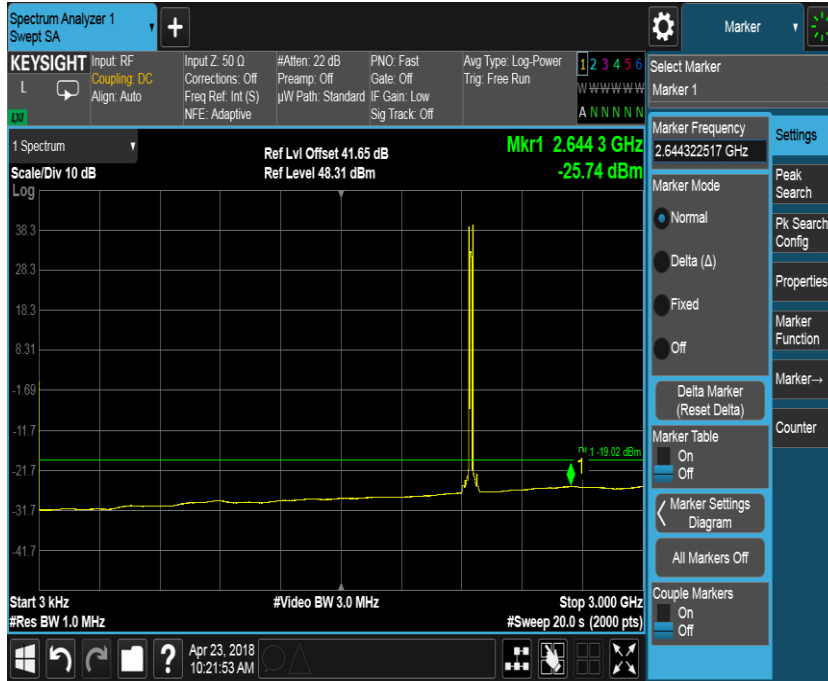 Spectrum Analyzer 1
Swept SA
+
Marker
KEYSIGHT
L
LXI
Input: RF
Coupling: DC
Align: Auto
Input Z: 50 Ω
Corrections: Off
Freq Ref: Int (S)
NFE: Adaptive
#Atten: 22 dB
Preamp: Off
µW Path: Standard
PNO: Fast
Gate: Off
IF Gain: Low
Sig Track: Off
Avg Type: Log-Power
Trig: Free Run
1 2 3 4 5 6
W W W W W W
A N N N N N
Select Marker
Marker 1
1 Spectrum
Scale/Div 10 dB
Log
Ref Lvl Offset 41.65 dB
Ref Level 48.31 dBm
Mkr1 2.644 3 GHz
-25.74 dBm
38.3
28.3
18.3
8.31
-1.69
-11.7
-21.7
-31.7
-41.7
1 -19.02 dBm
1
Start 3 kHz
#Res BW 1.0 MHz
#Video BW 3.0 MHz
Stop 3.000 GHz
#Sweep 20.0 s (2000 pts)
Marker Frequency
2.644322517 GHz
Marker Mode
Normal
Delta (Δ)
Fixed
Off
Delta Marker
(Reset Delta)
Marker Table
On
Off
Marker Settings
Diagram
All Markers Off
Couple Markers
On
Off
Settings
Peak
Search
Pk Search
Config
Properties
Marker
Function
Marker→
Counter
?
Apr 23, 2018
10:21:53 AM